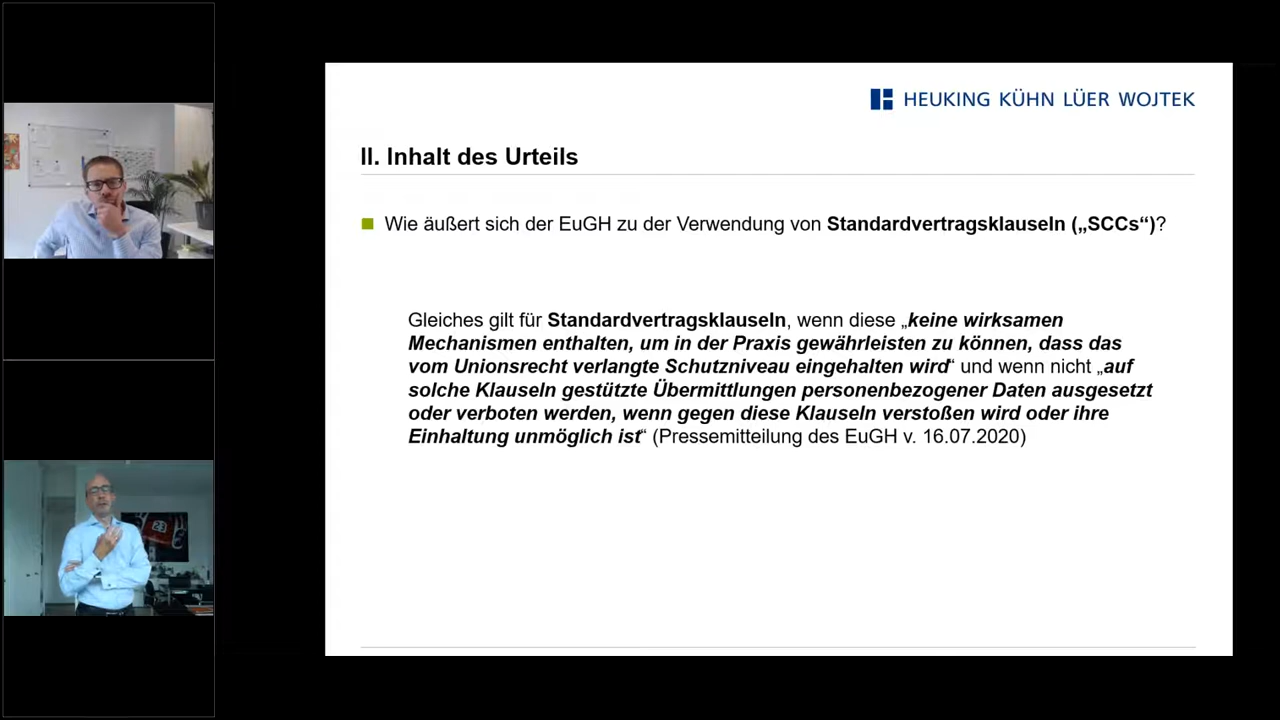 HEUKING KÜHN LÜER WOJTEK
II. Inhalt des Urteils
Wie äußert sich der EuGH zu der Verwendung von Standardvertragsklauseln („SCCs“)?
Gleiches gilt für Standardvertragsklauseln, wenn diese „keine wirksamen
Mechanismen enthalten, um in der Praxis gewährleisten zu können, dass das
vom Unionsrecht verlangte Schutzniveau eingehalten wird“ und wenn nicht „auf
solche Klauseln gestützte Übermittlungen personenbezogener Daten ausgesetzt
oder verboten werden, wenn gegen diese Klauseln verstoßen wird oder ihre
Einhaltung unmöglich ist“ (Pressemitteilung des EuGH v. 16.07.2020)